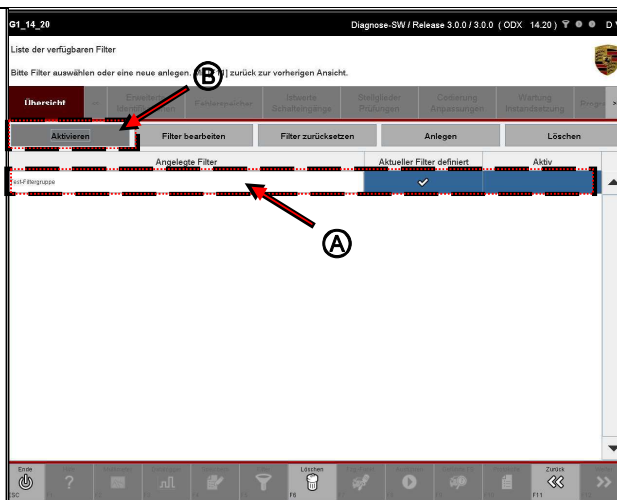 G1_14_20 Diagnose-SW / Release 3.0.0 / 3.0.0 ( ODX 14.20 ) D
Liste der verfügbaren Filter
Bitte Filter auswählen oder eine neue anlegen. 11] zurück zur vorherigen Ansicht.
B
Übersicht Erweiterte Identifikationen Fehlerspeicher Istwerte Schalteingänge Stellglieder Prüfungen Codierung Anpassungen Wartung Instandsetzung
Aktivieren Filter bearbeiten Filter zurücksetzen Anlegen Löschen
Angelegte Filter Aktueller Filter definiert Aktiv
est-Filtergruppe
A
Ende Löschen Zurück
F6 F11